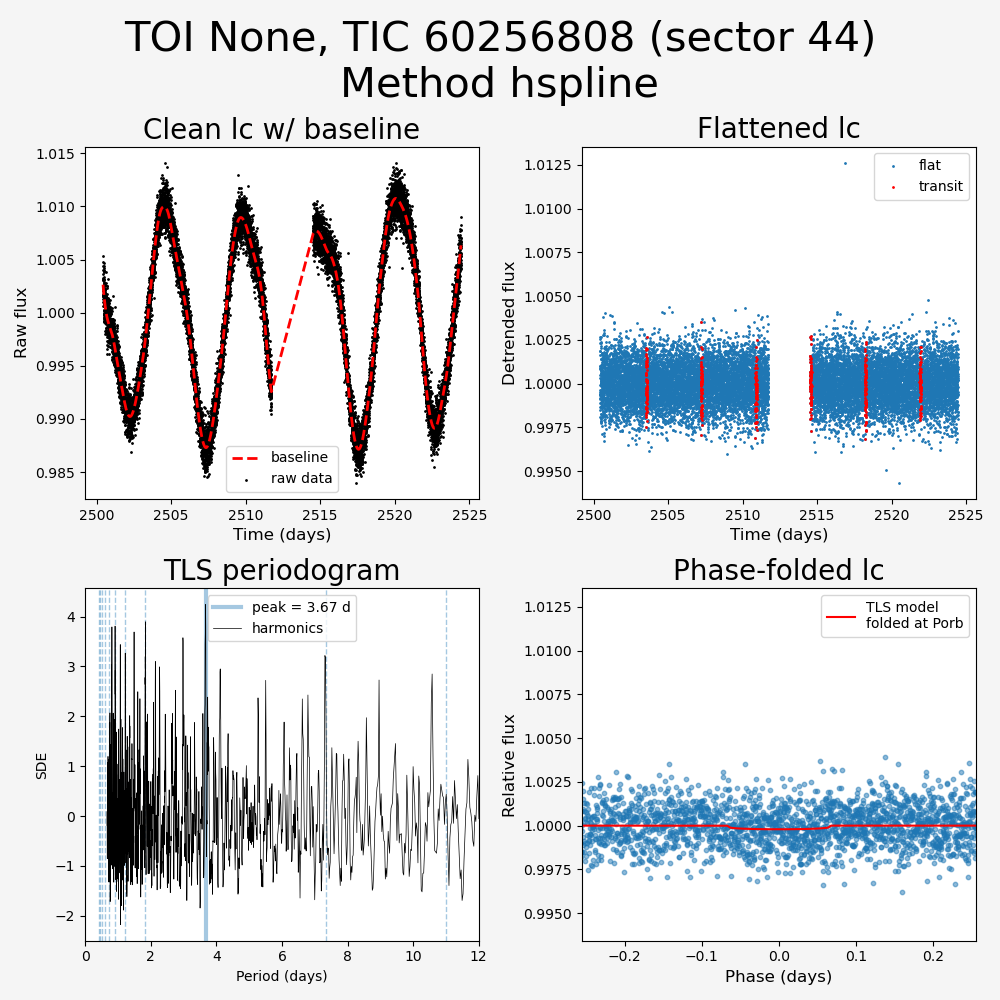 TOI None, TIC 60256808 (sector 44)
Method hspline
Clean lc w/ baseline
1.015
1.010
1.005
1.000
0.995
0.990
0.985
Raw flux
baseline
raw data
2500
2505
2510
2515
2520
2525
Time (days)
Flattened lc
1.0125
1.0100
1.0075
1.0050
1.0025
1.0000
0.9975
0.9950
Detrended flux
flat
transit
2500
2505
2510
2515
2520
2525
Time (days)
TLS periodogram
4
3
2
1
0
−1
−2
SDE
peak = 3.67 d
harmonics
0
2
4
6
8
10
12
Period (days)
Phase-folded lc
1.0125
1.0100
1.0075
1.0050
1.0025
1.0000
0.9975
0.9950
Relative flux
TLS model
folded at Porb
−0.2
−0.1
0.0
0.1
0.2
Phase (days)